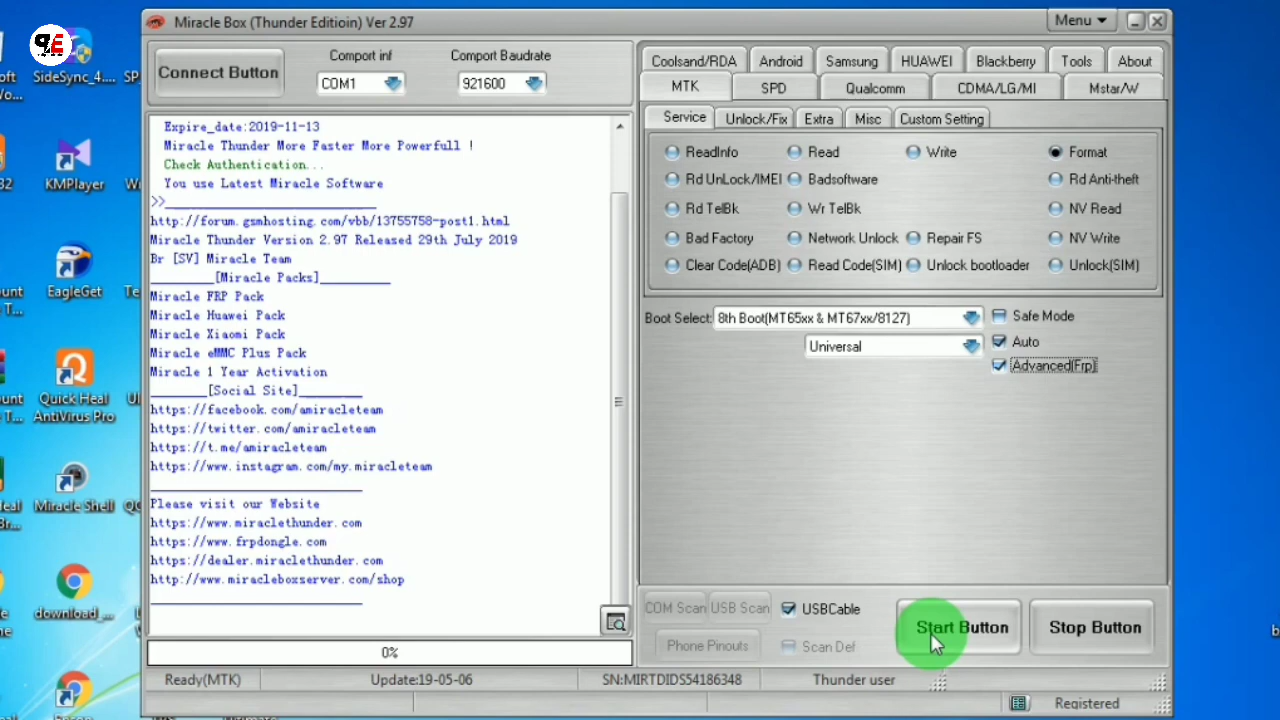 Miracle Box (Thunder Editioin) Ver 2.97
Menu
9E
SideSync_4....
SP
KMPlayer
EagleGet
Quick Heal
AntiVirus Pro
Miracle Shell
download_...
Connect Button
Comport inf
Comport Baudrate
COM1
921600
Expire_date:2019-11-13
Miracle Thunder More Faster More Powerfull !
Check Authentication...
You use Latest Miracle Software
>>
http://forum.gsmhosting.com/vbb/13755758-post1.html
Miracle Thunder Version 2.97 Released 29th July 2019
Br [SV] Miracle Team
[Miracle Packs]
Miracle FRP Pack
Miracle Huawei Pack
Miracle Xiaomi Pack
Miracle eMMC Plus Pack
Miracle 1 Year Activation
[Social Site]
https://facebook.com/amiracleteam
https://twitter.com/amiracleteam
https://t.me/amiracleteam
https://www.instagram.com/my.miracleteam
Please visit our Website
https://www.miraclethunder.com
https://www.frpdongle.com
https://dealer.miraclethunder.com
http://www.miracleboxserver.com/shop
0%
Coolsand/RDA Android Samsung HUAWEI Blackberry Tools About
MTK SPD Qualcomm CDMA/LG/MI Mstar/W
Service Unlock/Fix Extra Misc Custom Setting
ReadInfo Read Write Format
Rd UnLock/IMEI Badsoftware Rd Anti-theft
Rd TelBk Wr TelBk NV Read
Bad Factory Network Unlock Repair FS NV Write
Clear Code(ADB) Read Code(SIM) Unlock bootloader Unlock(SIM)
Boot Select: 8th Boot(MT65xx & MT67xx/8127) Safe Mode
Universal Auto
Advanced(Frp)
COM Scan USB Scan USBCable
Phone Pinouts Scan Def
Start Button
Stop Button
Ready(MTK) Update:19-05-06 SN:MIRTDIDS54186348 Thunder user
Registered